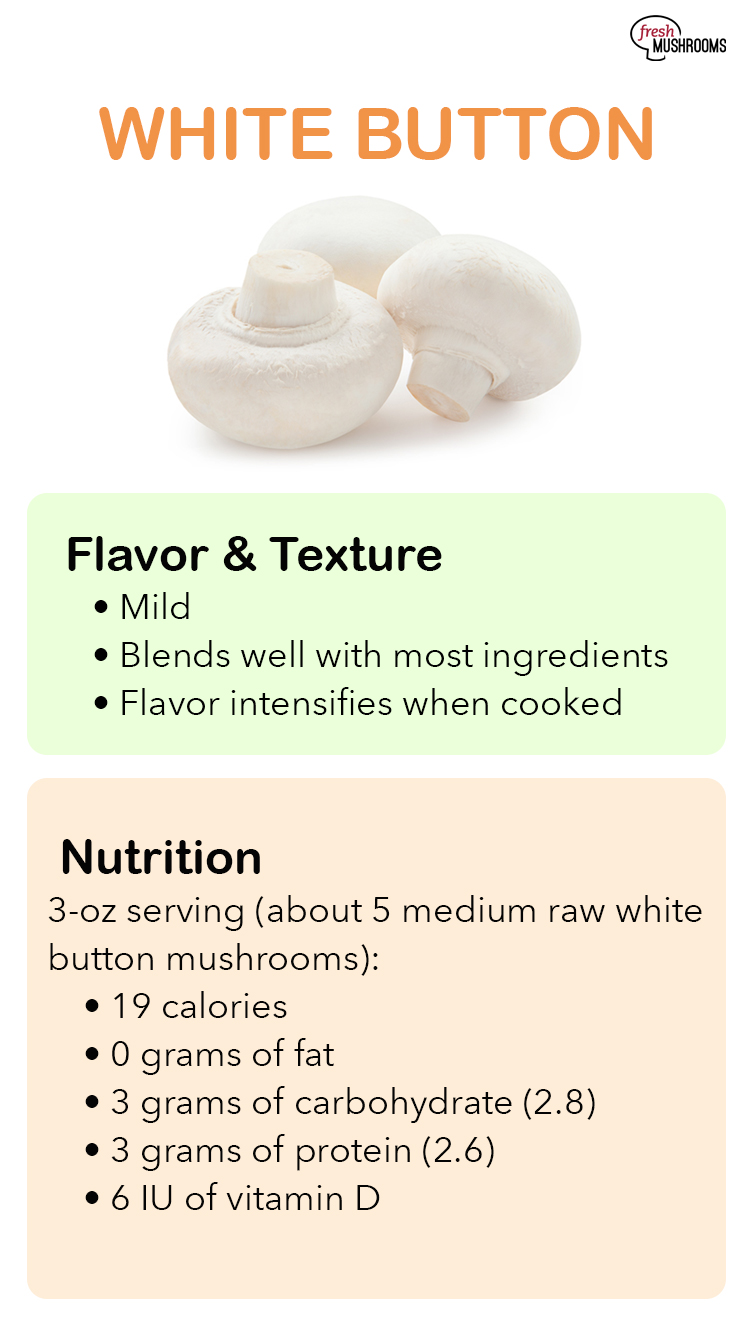 fresh
MUSHROOMS
WHITE BUTTON
Flavor & Texture
• Mild
• Blends well with most ingredients
• Flavor intensifies when cooked
Nutrition
3-oz serving (about 5 medium raw white
button mushrooms):
• 19 calories
• 0 grams of fat
• 3 grams of carbohydrate (2.8)
• 3 grams of protein (2.6)
• 6 IU of vitamin D